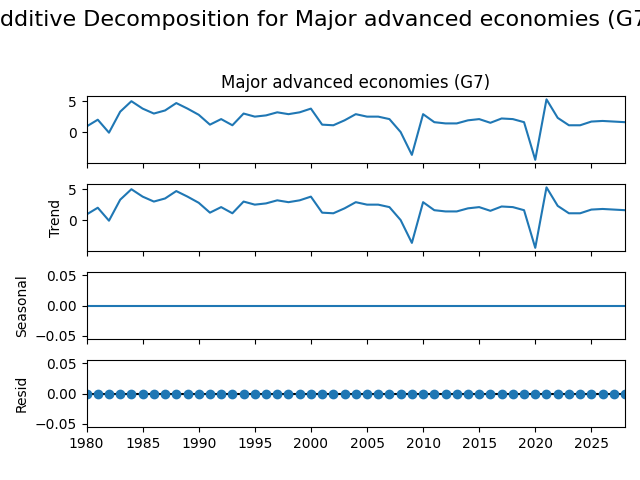 dditive Decomposition for Major advanced economies (G7
Major advanced economies (G7)
5
0
5
0
Trend
0.05
0.00
−0.05
Seasonal
0.05
0.00
−0.05
Resid
1980 1985 1990 1995 2000 2005 2010 2015 2020 2025